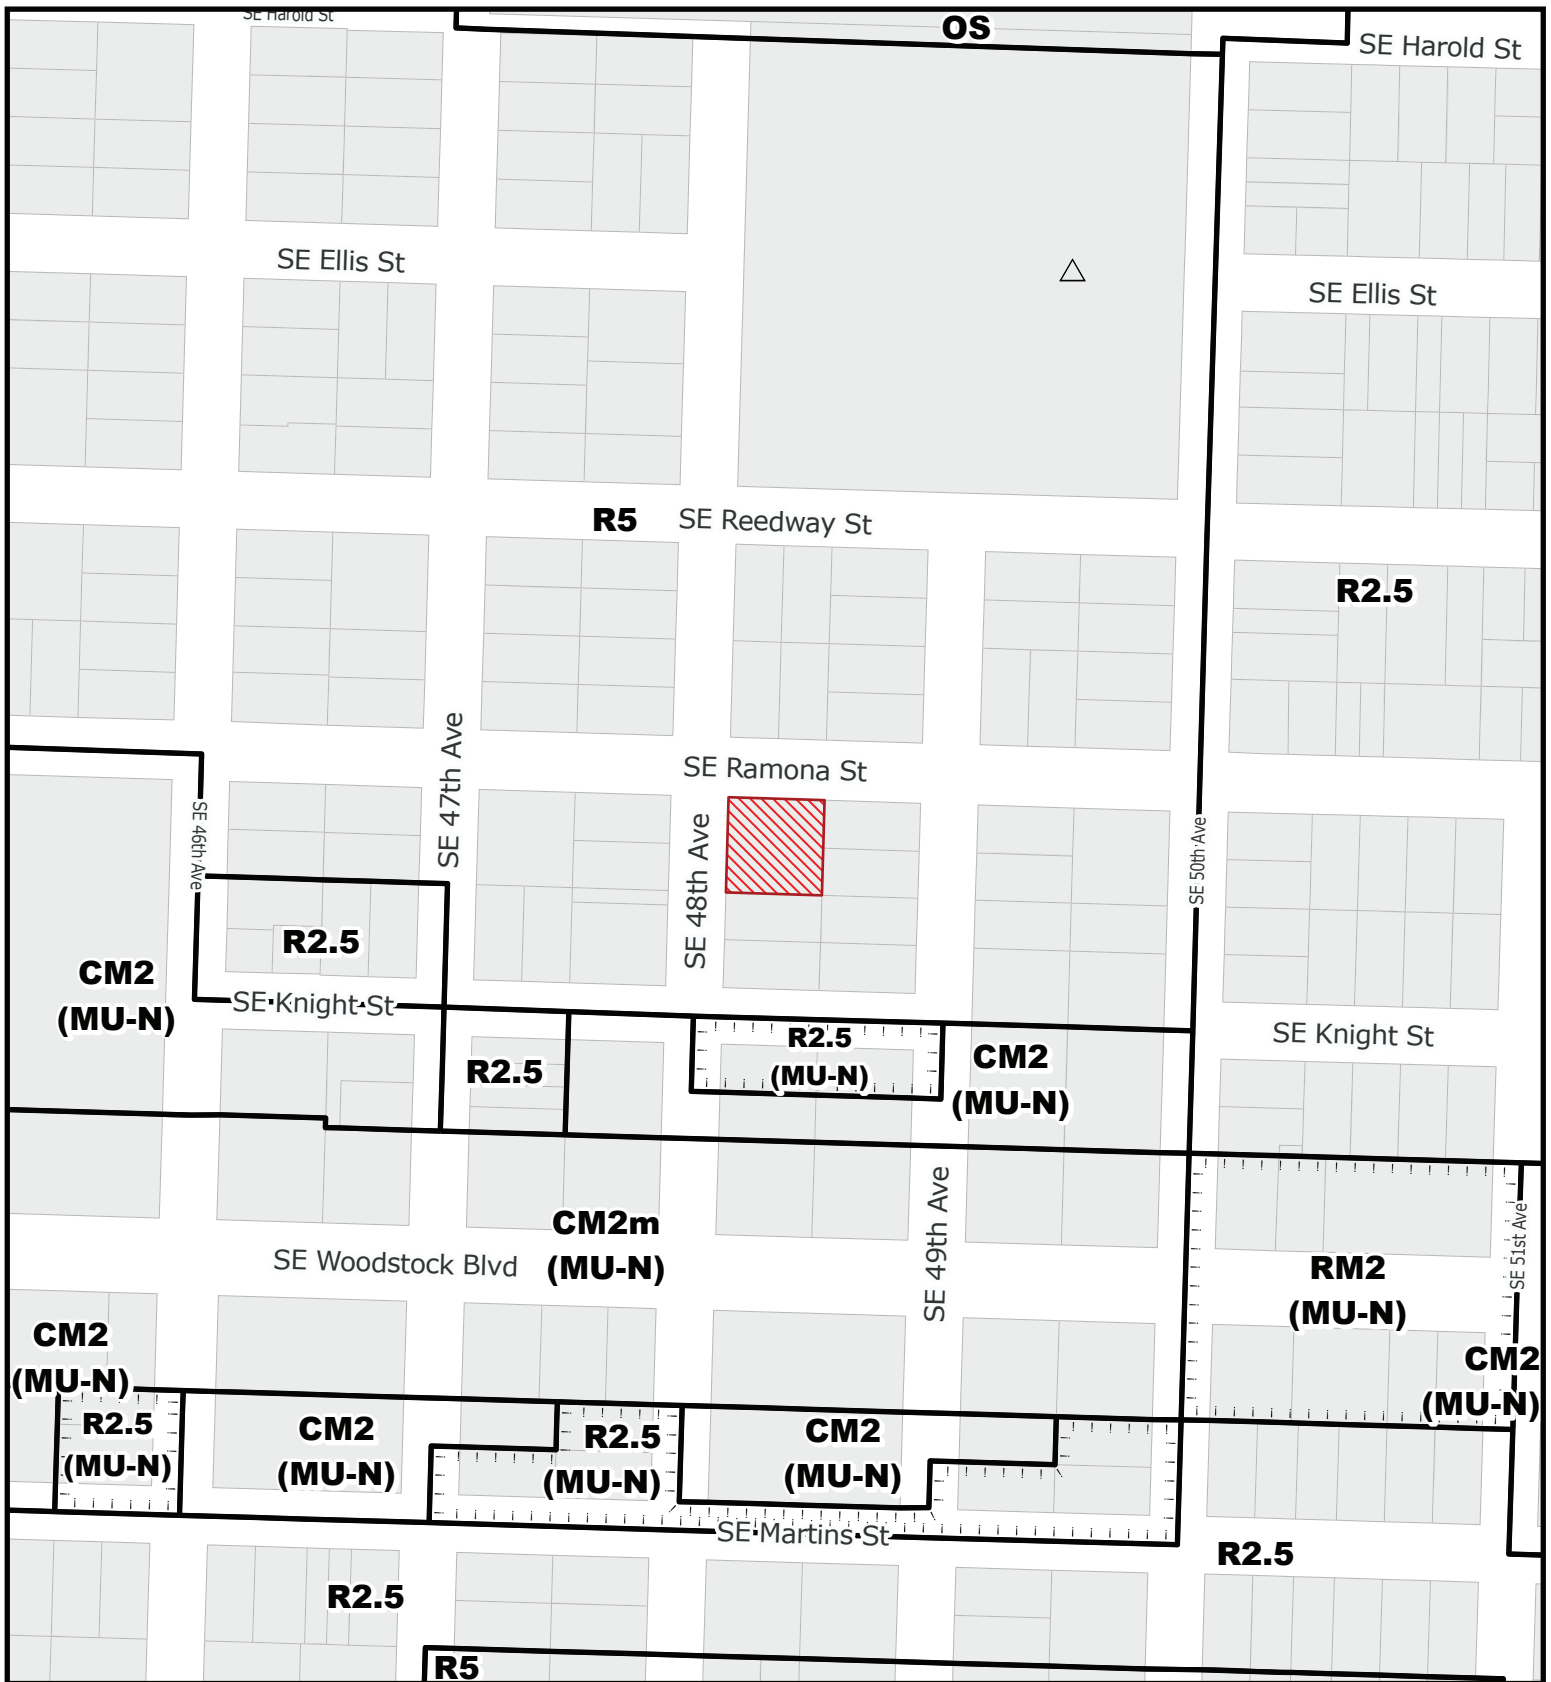 SE Harold St
OS
SE Harold St
SE Ellis St
SE Ellis St
R5
SE Reedway St
R2.5
SE 47th Ave
SE Ramona St
SE 46th Ave
SE 48th Ave
SE 50th Ave
R2.5
CM2
(MU-N)
SE Knight St
SE Knight St
R2.5
(MU-N)
CM2
(MU-N)
R2.5
SE 49th Ave
SE 51st Ave
CM2m
(MU-N)
SE Woodstock Blvd
RM2
(MU-N)
CM2
(MU-N)
CM2
(MU-N)
R2.5
(MU-N)
CM2
(MU-N)
R2.5
(MU-N)
CM2
(MU-N)
SE Martins St
R2.5
R2.5
R5